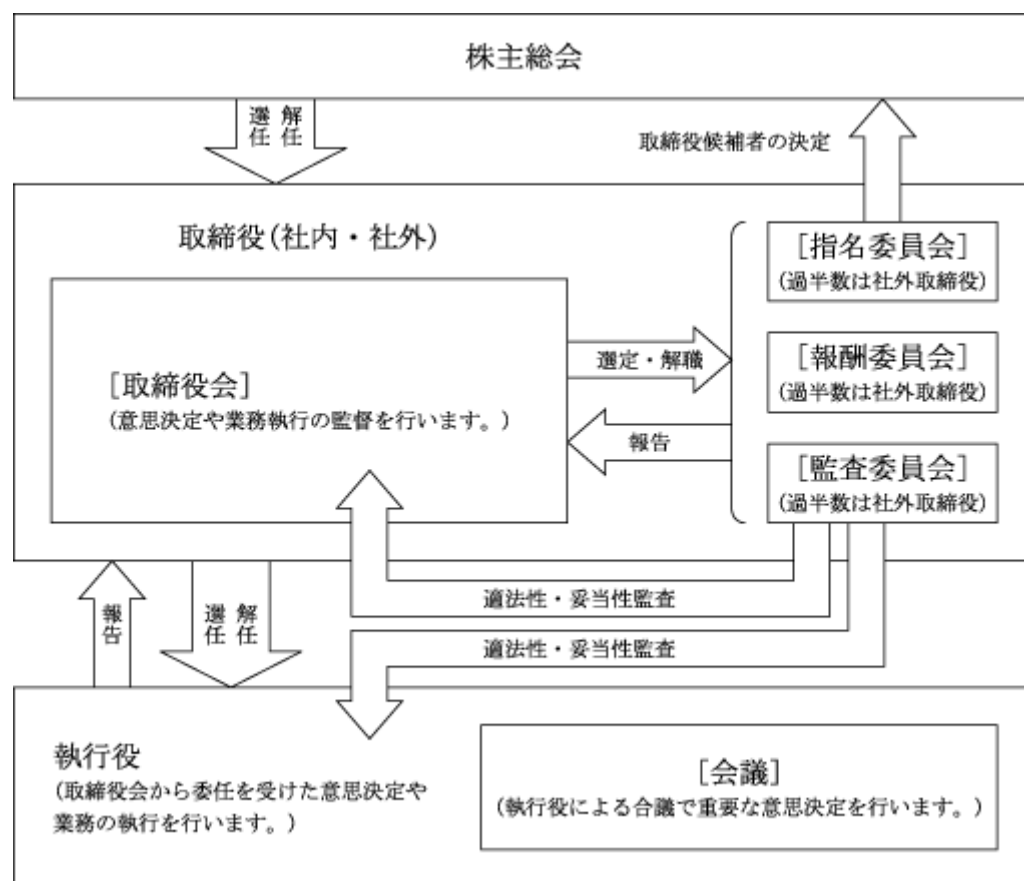 株主総会
選任 解任
取締役候補者の決定
取締役(社内・社外)
[指名委員会]
(過半数は社外取締役)
[取締役会]
(意思決定や業務執行の監督を行います。)
選定・解職
報告
[報酬委員会]
(過半数は社外取締役)
[監査委員会]
(過半数は社外取締役)
報告
選任 解任
適法性・妥当性監査
適法性・妥当性監査
執行役
(取締役会から委任を受けた意思決定や
業務の執行を行います。)
[会議]
(執行役による合議で重要な意思決定を行います。)